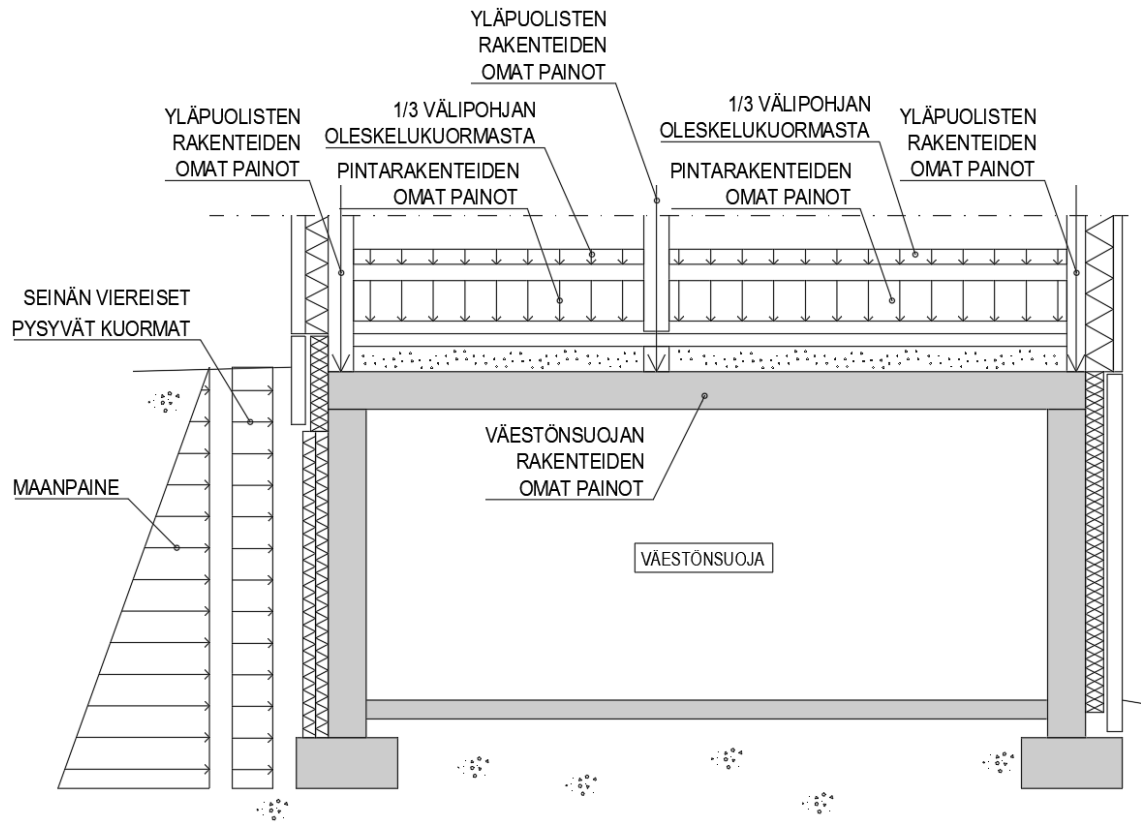 YLÄPUOLISTEN
RAKENTEIDEN
OMAT PAINOT
YLÄPUOLISTEN
RAKENTEIDEN
OMAT PAINOT
1/3 VÄLIPOHJAN
OLESKELUKUORMASTA
PINTARAKENTEIDEN
OMAT PAINOT
1/3 VÄLIPOHJAN
OLESKELUKUORMASTA
PINTARAKENTEIDEN
OMAT PAINOT
YLÄPUOLISTEN
RAKENTEIDEN
OMAT PAINOT
SEINÄN VIEREISET
PYSYVÄT KUORMAT
MAANPAINE
VÄESTÖNSUOJAN
RAKENTEIDEN
OMAT PAINOT
VÄESTÖNSUOJA